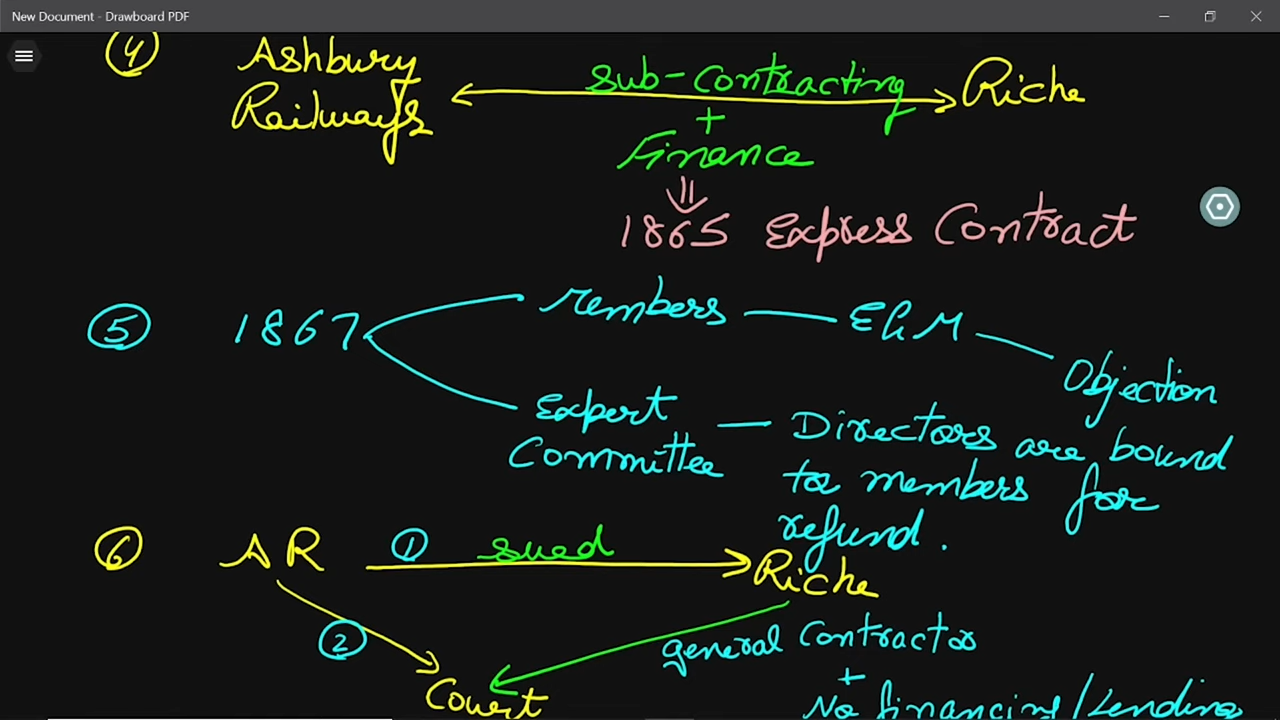 New Document - Drawboard PDF
④ Ashbury Railways
sub-contracting
Riche
+
Finance
⇓
1865 Express Contract
⑤ 1867
Members — EGM
Objection
Expert Committee — Directors are bound
to members for
refund.
⑥ AR ① sued Riche
② general Contractor
+
Court
No financing/Lending